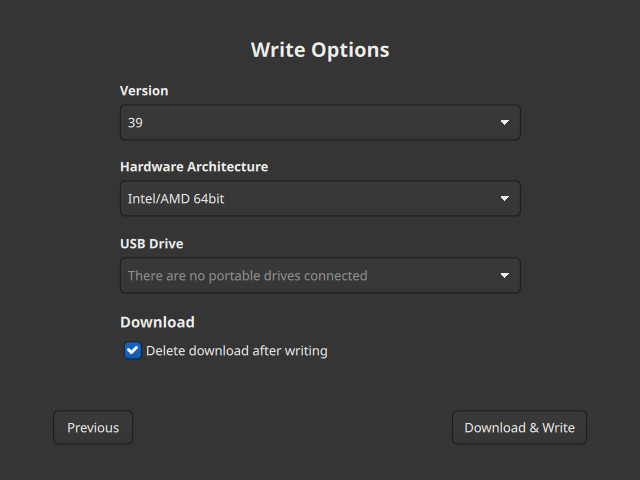 Write Options
Version
39
Hardware Architecture
Intel/AMD 64bit
USB Drive
There are no portable drives connected
Download
Delete download after writing
Previous
Download & Write